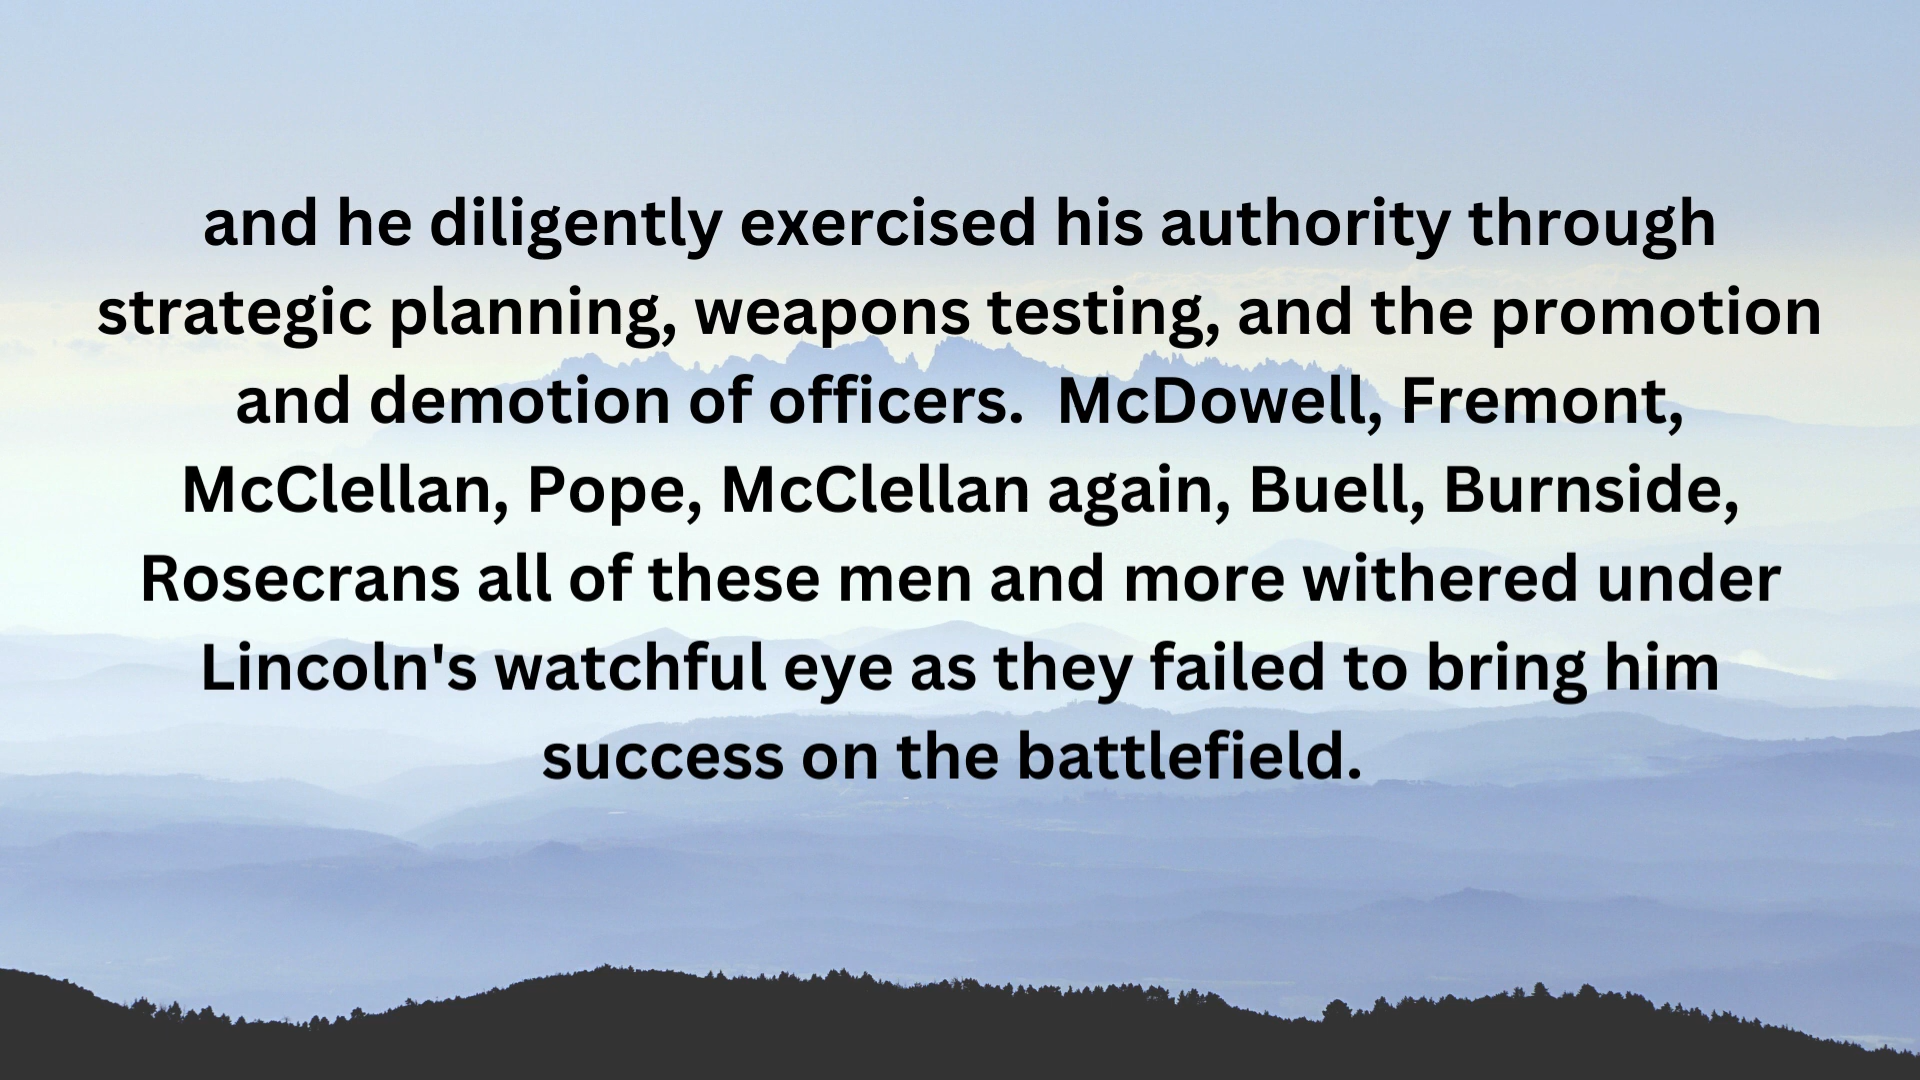 and he diligently exercised his authority through
strategic planning, weapons testing, and the promotion
and demotion of officers.  McDowell, Fremont,
McClellan, Pope, McClellan again, Buell, Burnside,
Rosecrans all of these men and more withered under
Lincoln's watchful eye as they failed to bring him
success on the battlefield.